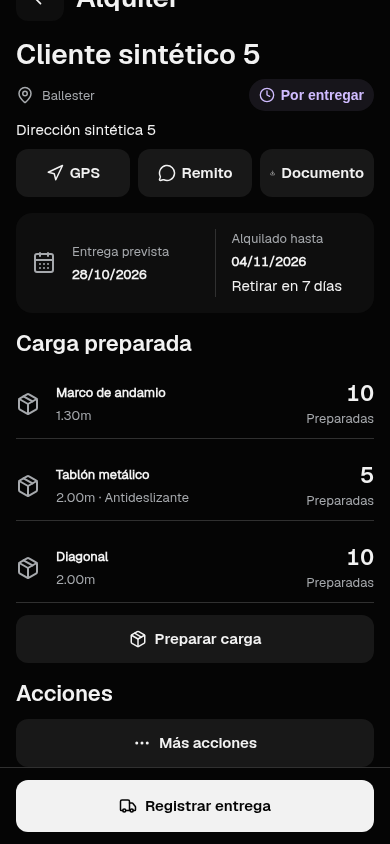 Alquiler
Cliente sintético 5
Ballester
Por entregar
Dirección sintética 5
GPS
Remito
Documento
Entrega prevista
28/10/2026
Alquilado hasta
04/11/2026
Retirar en 7 días
Carga preparada
Marco de andamio
1.30m
10
Preparadas
Tablón metálico
2.00m · Antideslizante
5
Preparadas
Diagonal
2.00m
10
Preparadas
Preparar carga
Acciones
Más acciones
Registrar entrega